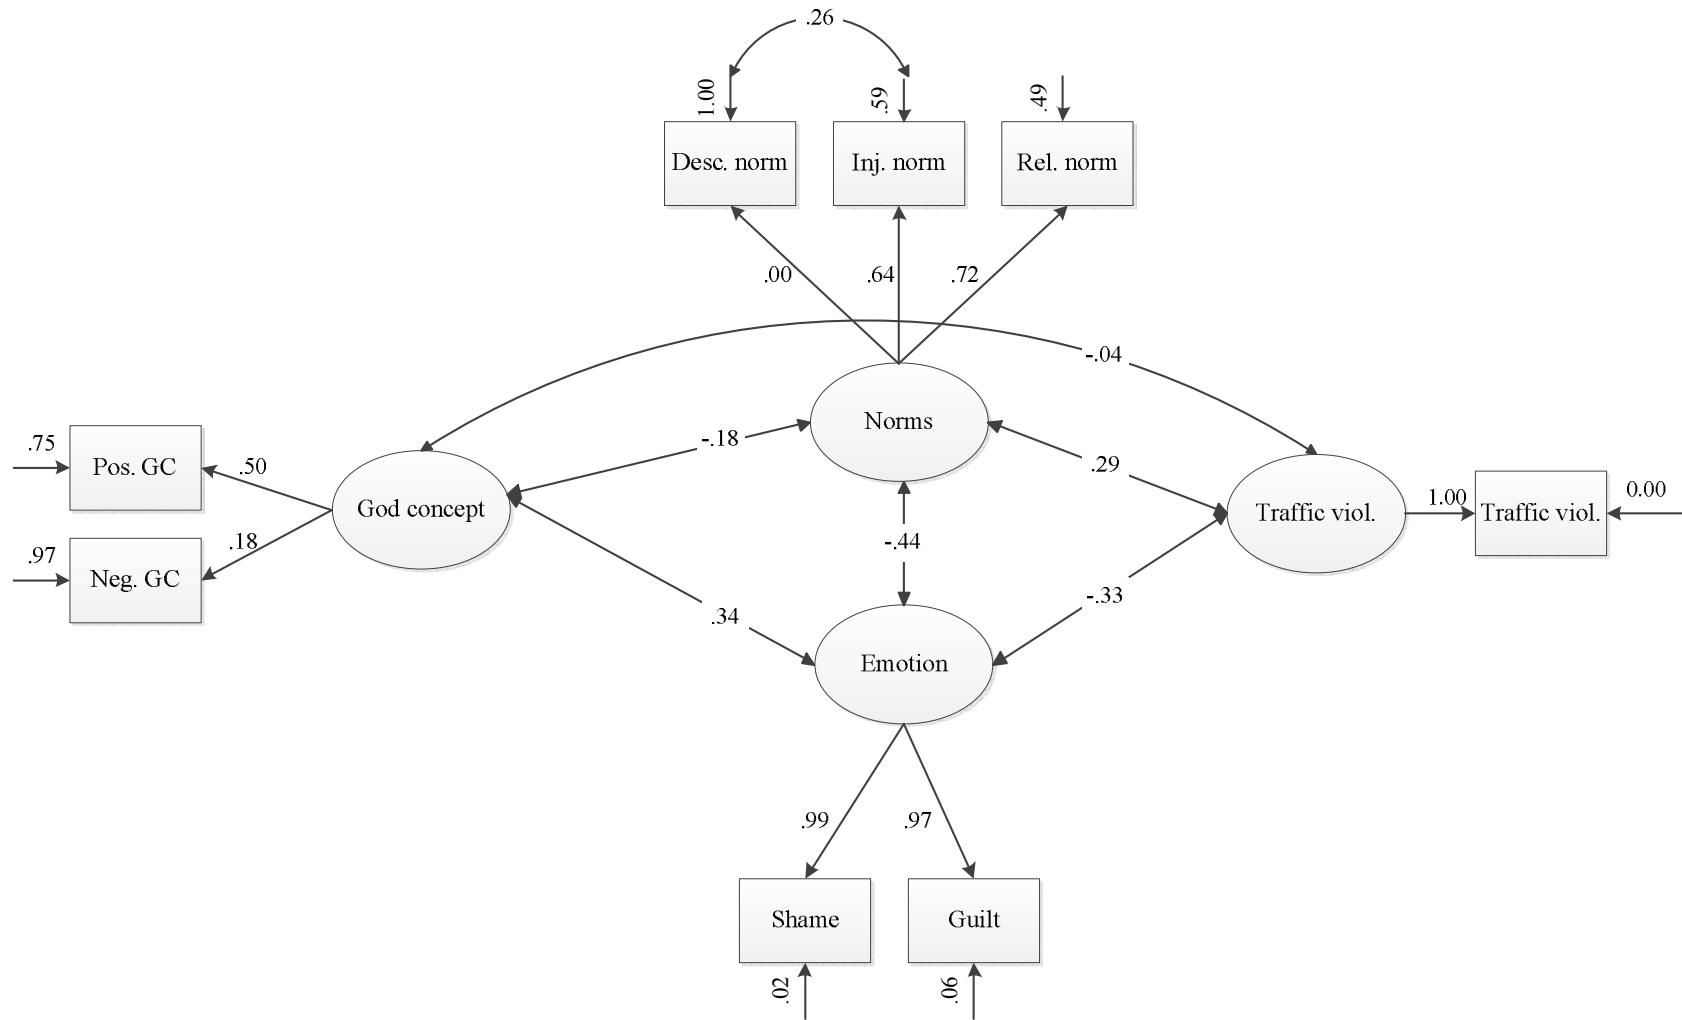 .26
1.00
.59
.49
Desc. norm
Inj. norm
Rel. norm
.00
.64
.72
-.04
Norms
-.18
.29
.75
Pos. GC
.50
God concept
Traffic viol.
1.00
Traffic viol.
0.00
.97
Neg. GC
.18
-.44
.34
-.33
Emotion
.99
.97
Shame
Guilt
.02
.06